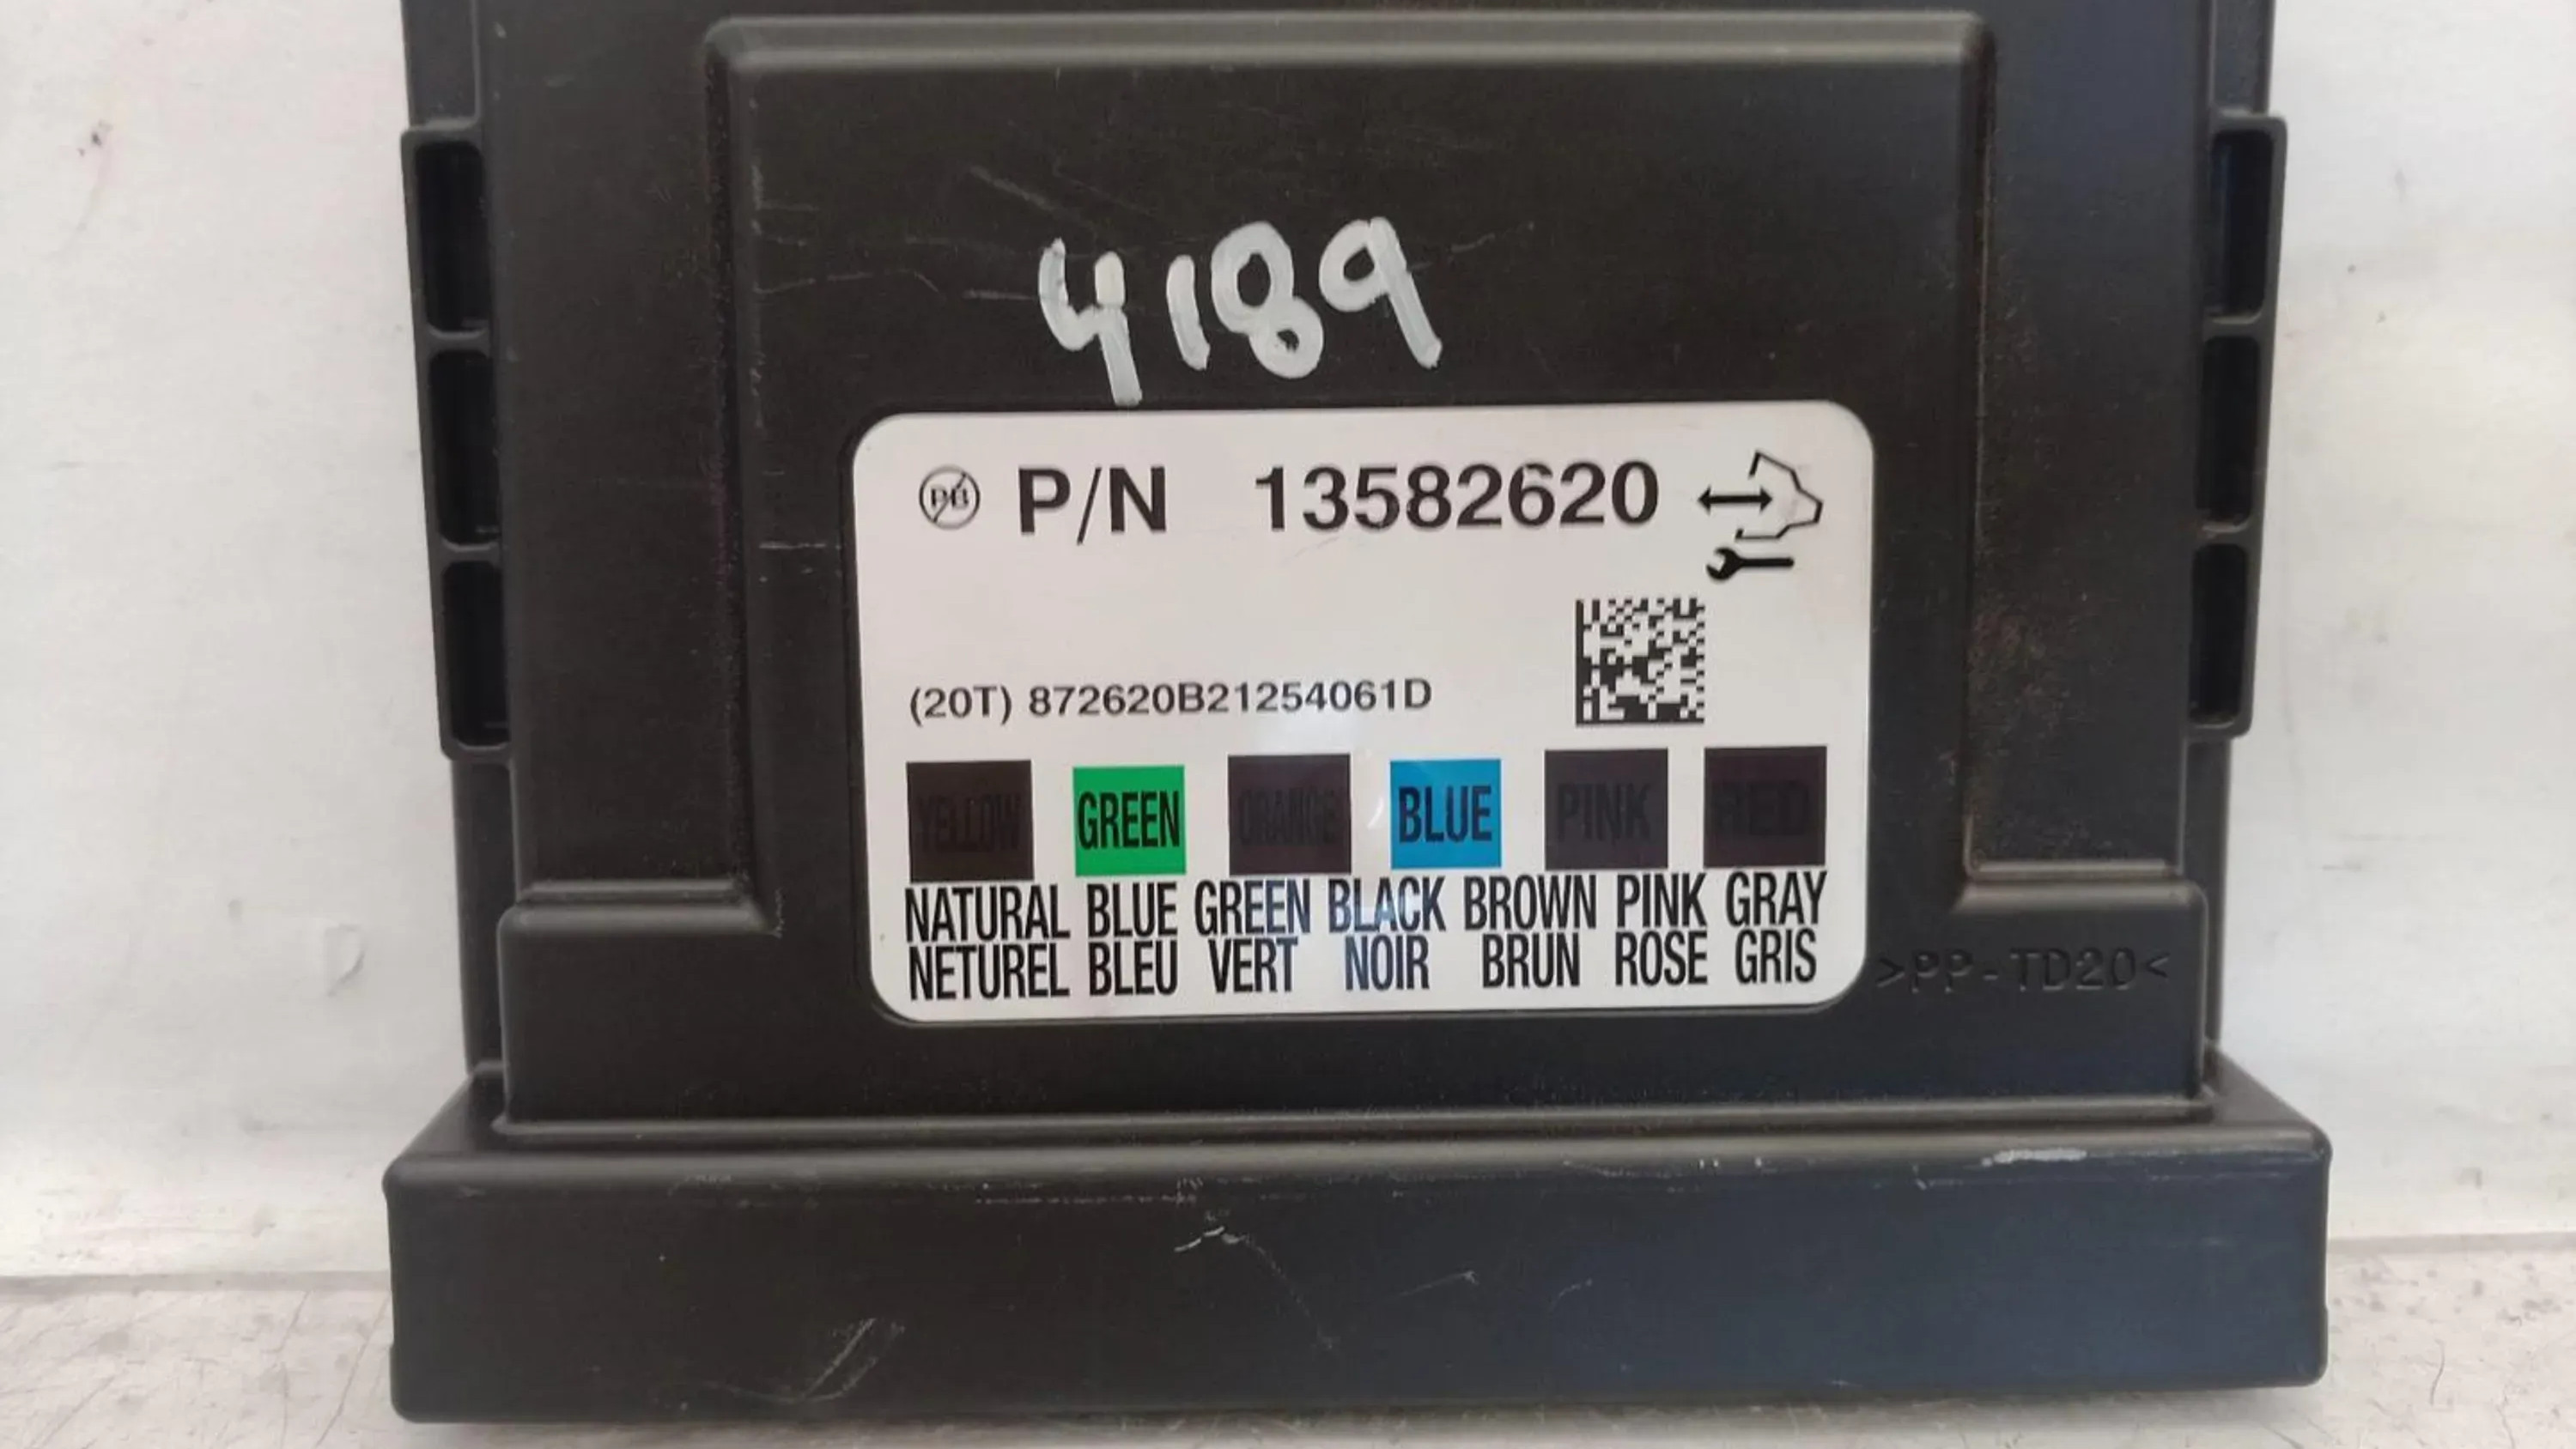 4189
PB P/N 13582620
(20T) 872620B21254061D
YELLOW GREEN ORANGE BLUE PINK RED
NATURAL BLUE GREEN BLACK BROWN PINK GRAY
NETUREL BLEU VERT NOIR BRUN ROSE GRIS
>PP-TD20<